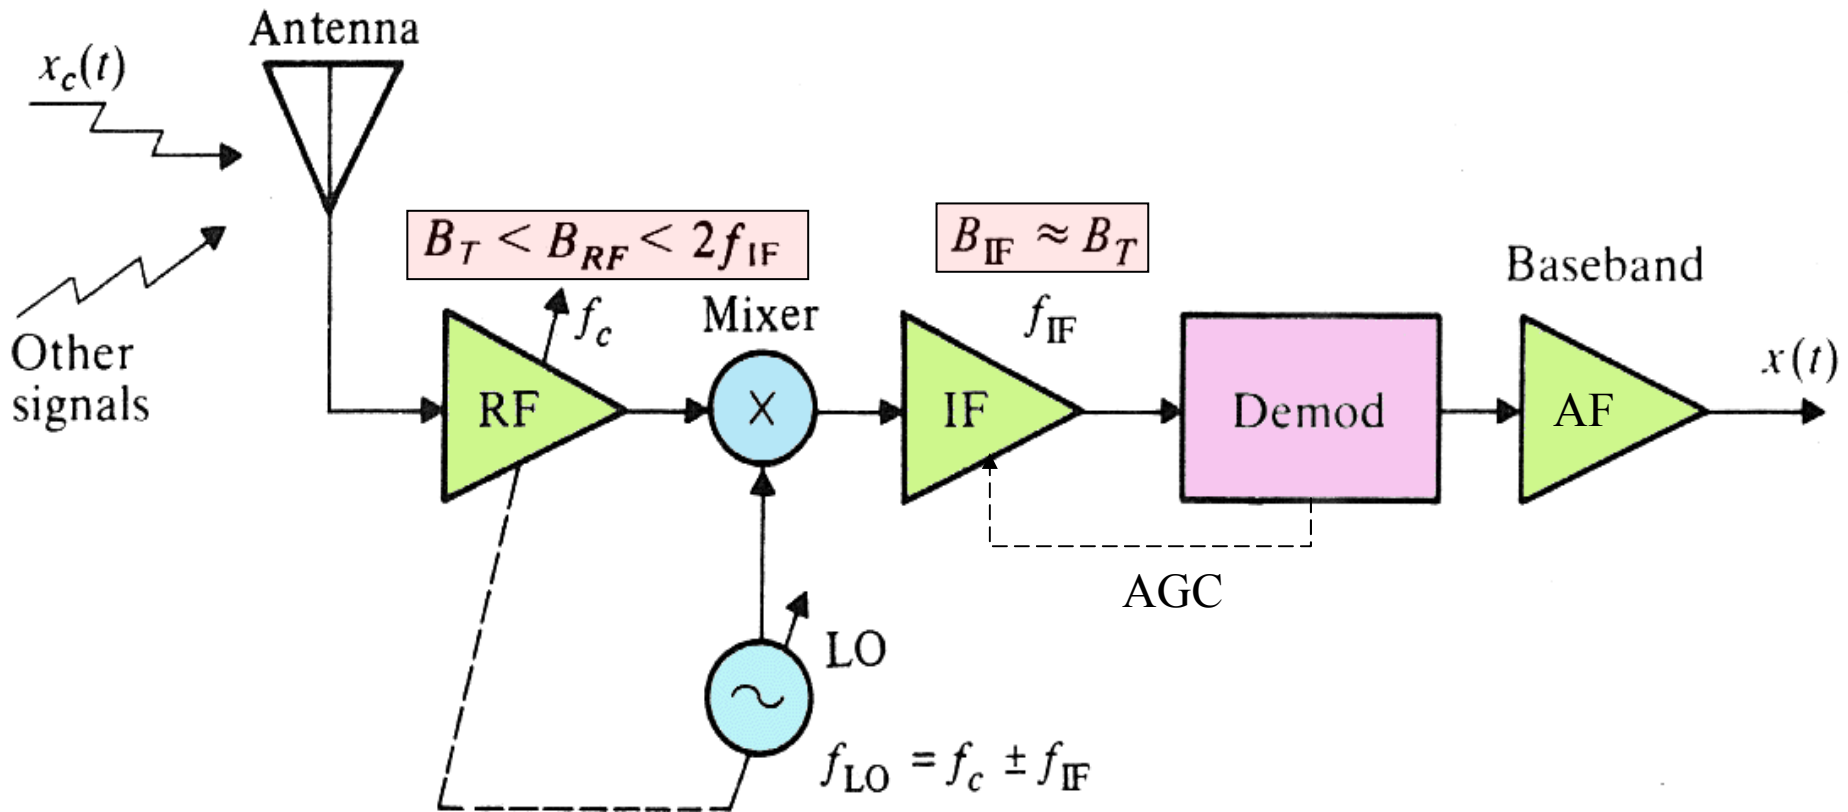 Antenna
x_c(t)
Other
signals
B_T < B_RF < 2f_IF
f_c
RF
Mixer
X
LO
f_LO = f_c ± f_IF
B_IF ≈ B_T
f_IF
IF
AGC
Demod
Baseband
AF
x(t)